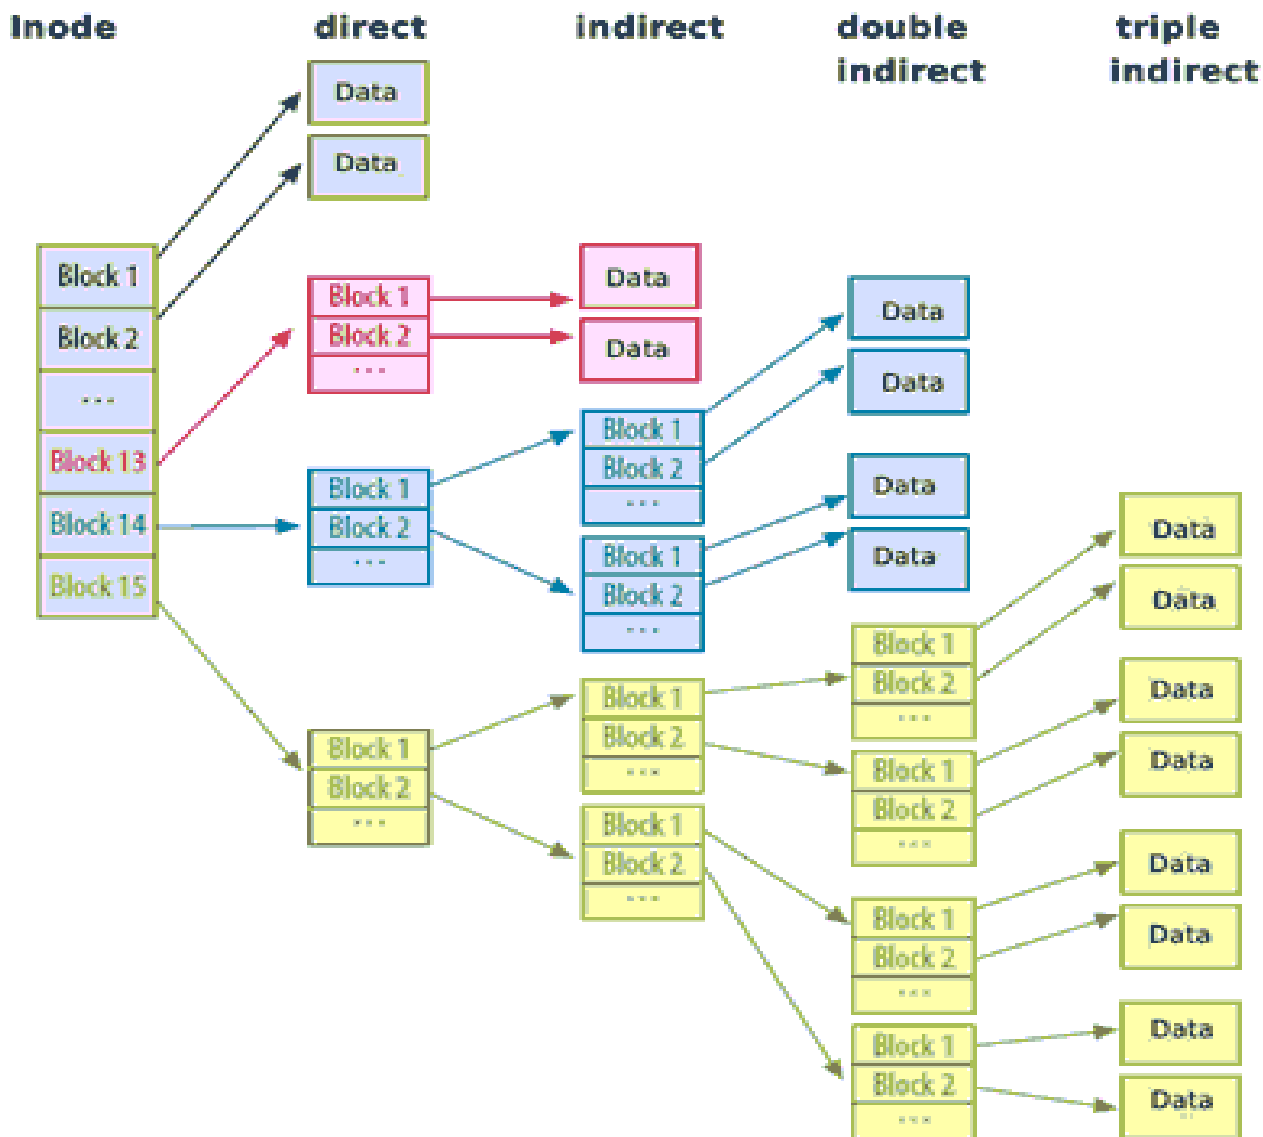 Inode
direct
indirect
double
indirect
triple
indirect
Data
Data
Block 1
Block 2
...
Block 13
Block 14
Block 15
Block 1
Block 2
...
Data
Data
Block 1
Block 2
...
Block 1
Block 2
...
Block 1
Block 2
...
Data
Data
Data
Data
Block 1
Block 2
...
Block 1
Block 2
...
Block 1
Block 2
...
Block 1
Block 2
...
Block 1
Block 2
...
Block 1
Block 2
...
Block 1
Block 2
...
Data
Data
Data
Data
Data
Data
Data
Data